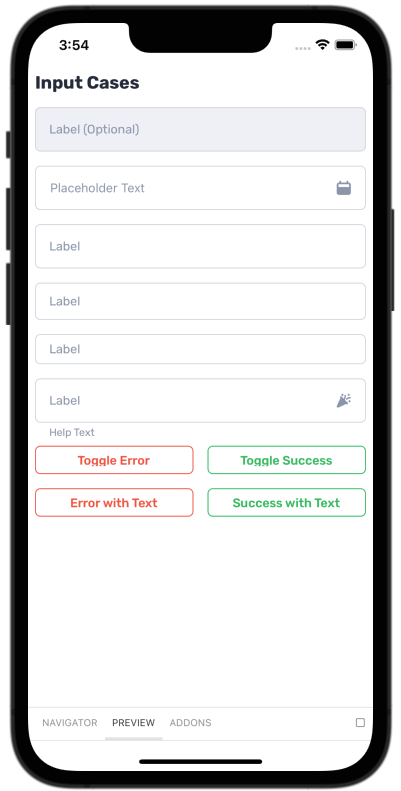 3:54
Input Cases
Label (Optional)
Placeholder Text
Label
Label
Label
Label
Help Text
Toggle Error Toggle Success
Error with Text Success with Text
NAVIGATOR PREVIEW ADDONS